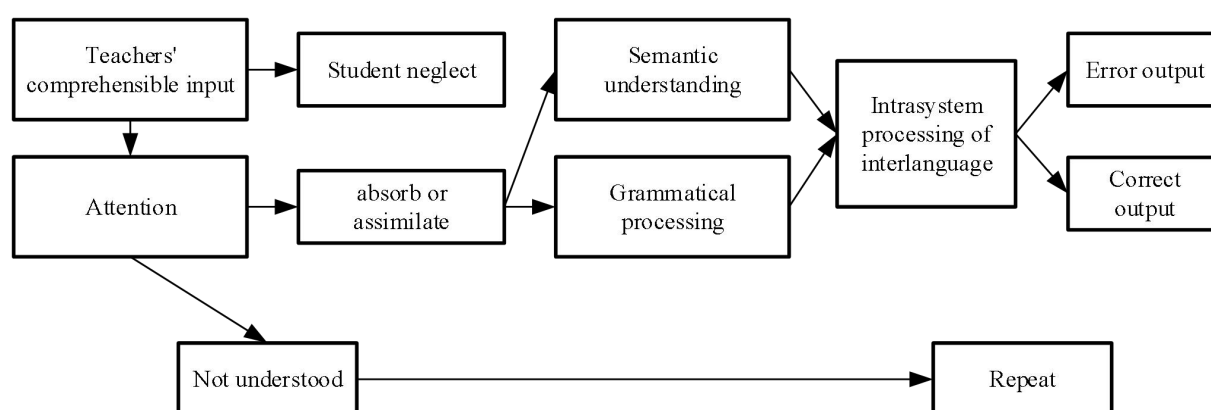 Teachers'
comprehensible input
Student neglect
Semantic
understanding
Intrasystem
processing of
interlanguage
Error output
Attention
absorb or
assimilate
Grammatical
processing
Correct
output
Not understood
Repeat